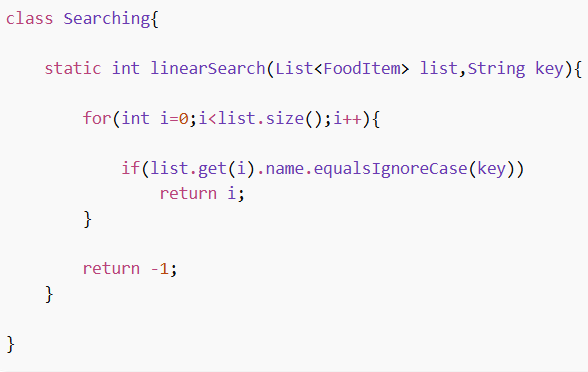 class Searching{
static int linearSearch(List<FoodItem> list,String key){
for(int i=0;i<list.size();i++){
if(list.get(i).name.equalsIgnoreCase(key))
return i;
}
return -1;
}
}